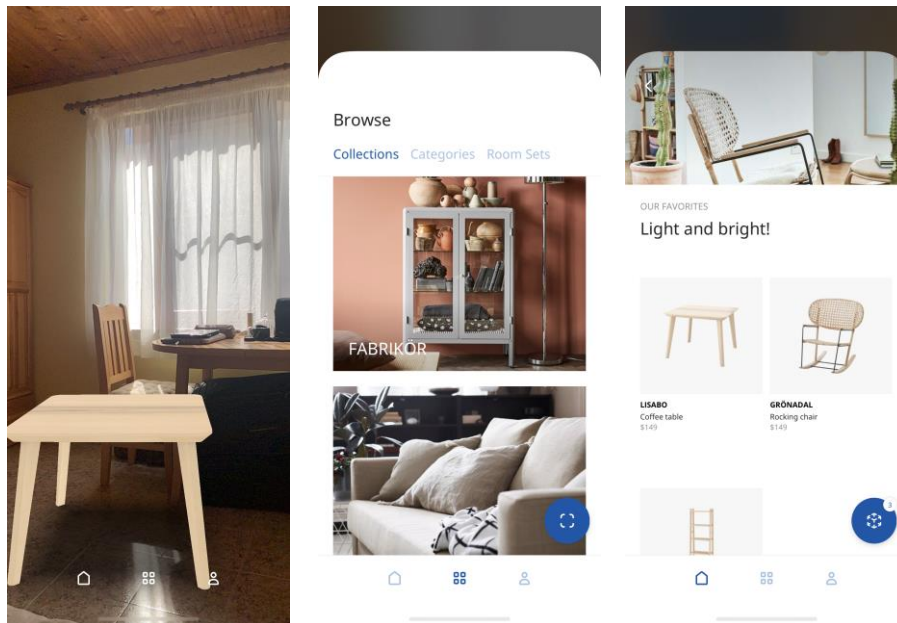 Browse
Collections Categories Room Sets
FABRIKÖR
OUR FAVORITES
Light and bright!
LISABO
Coffee table
$149
GRÖNADAL
Rocking chair
$149
3